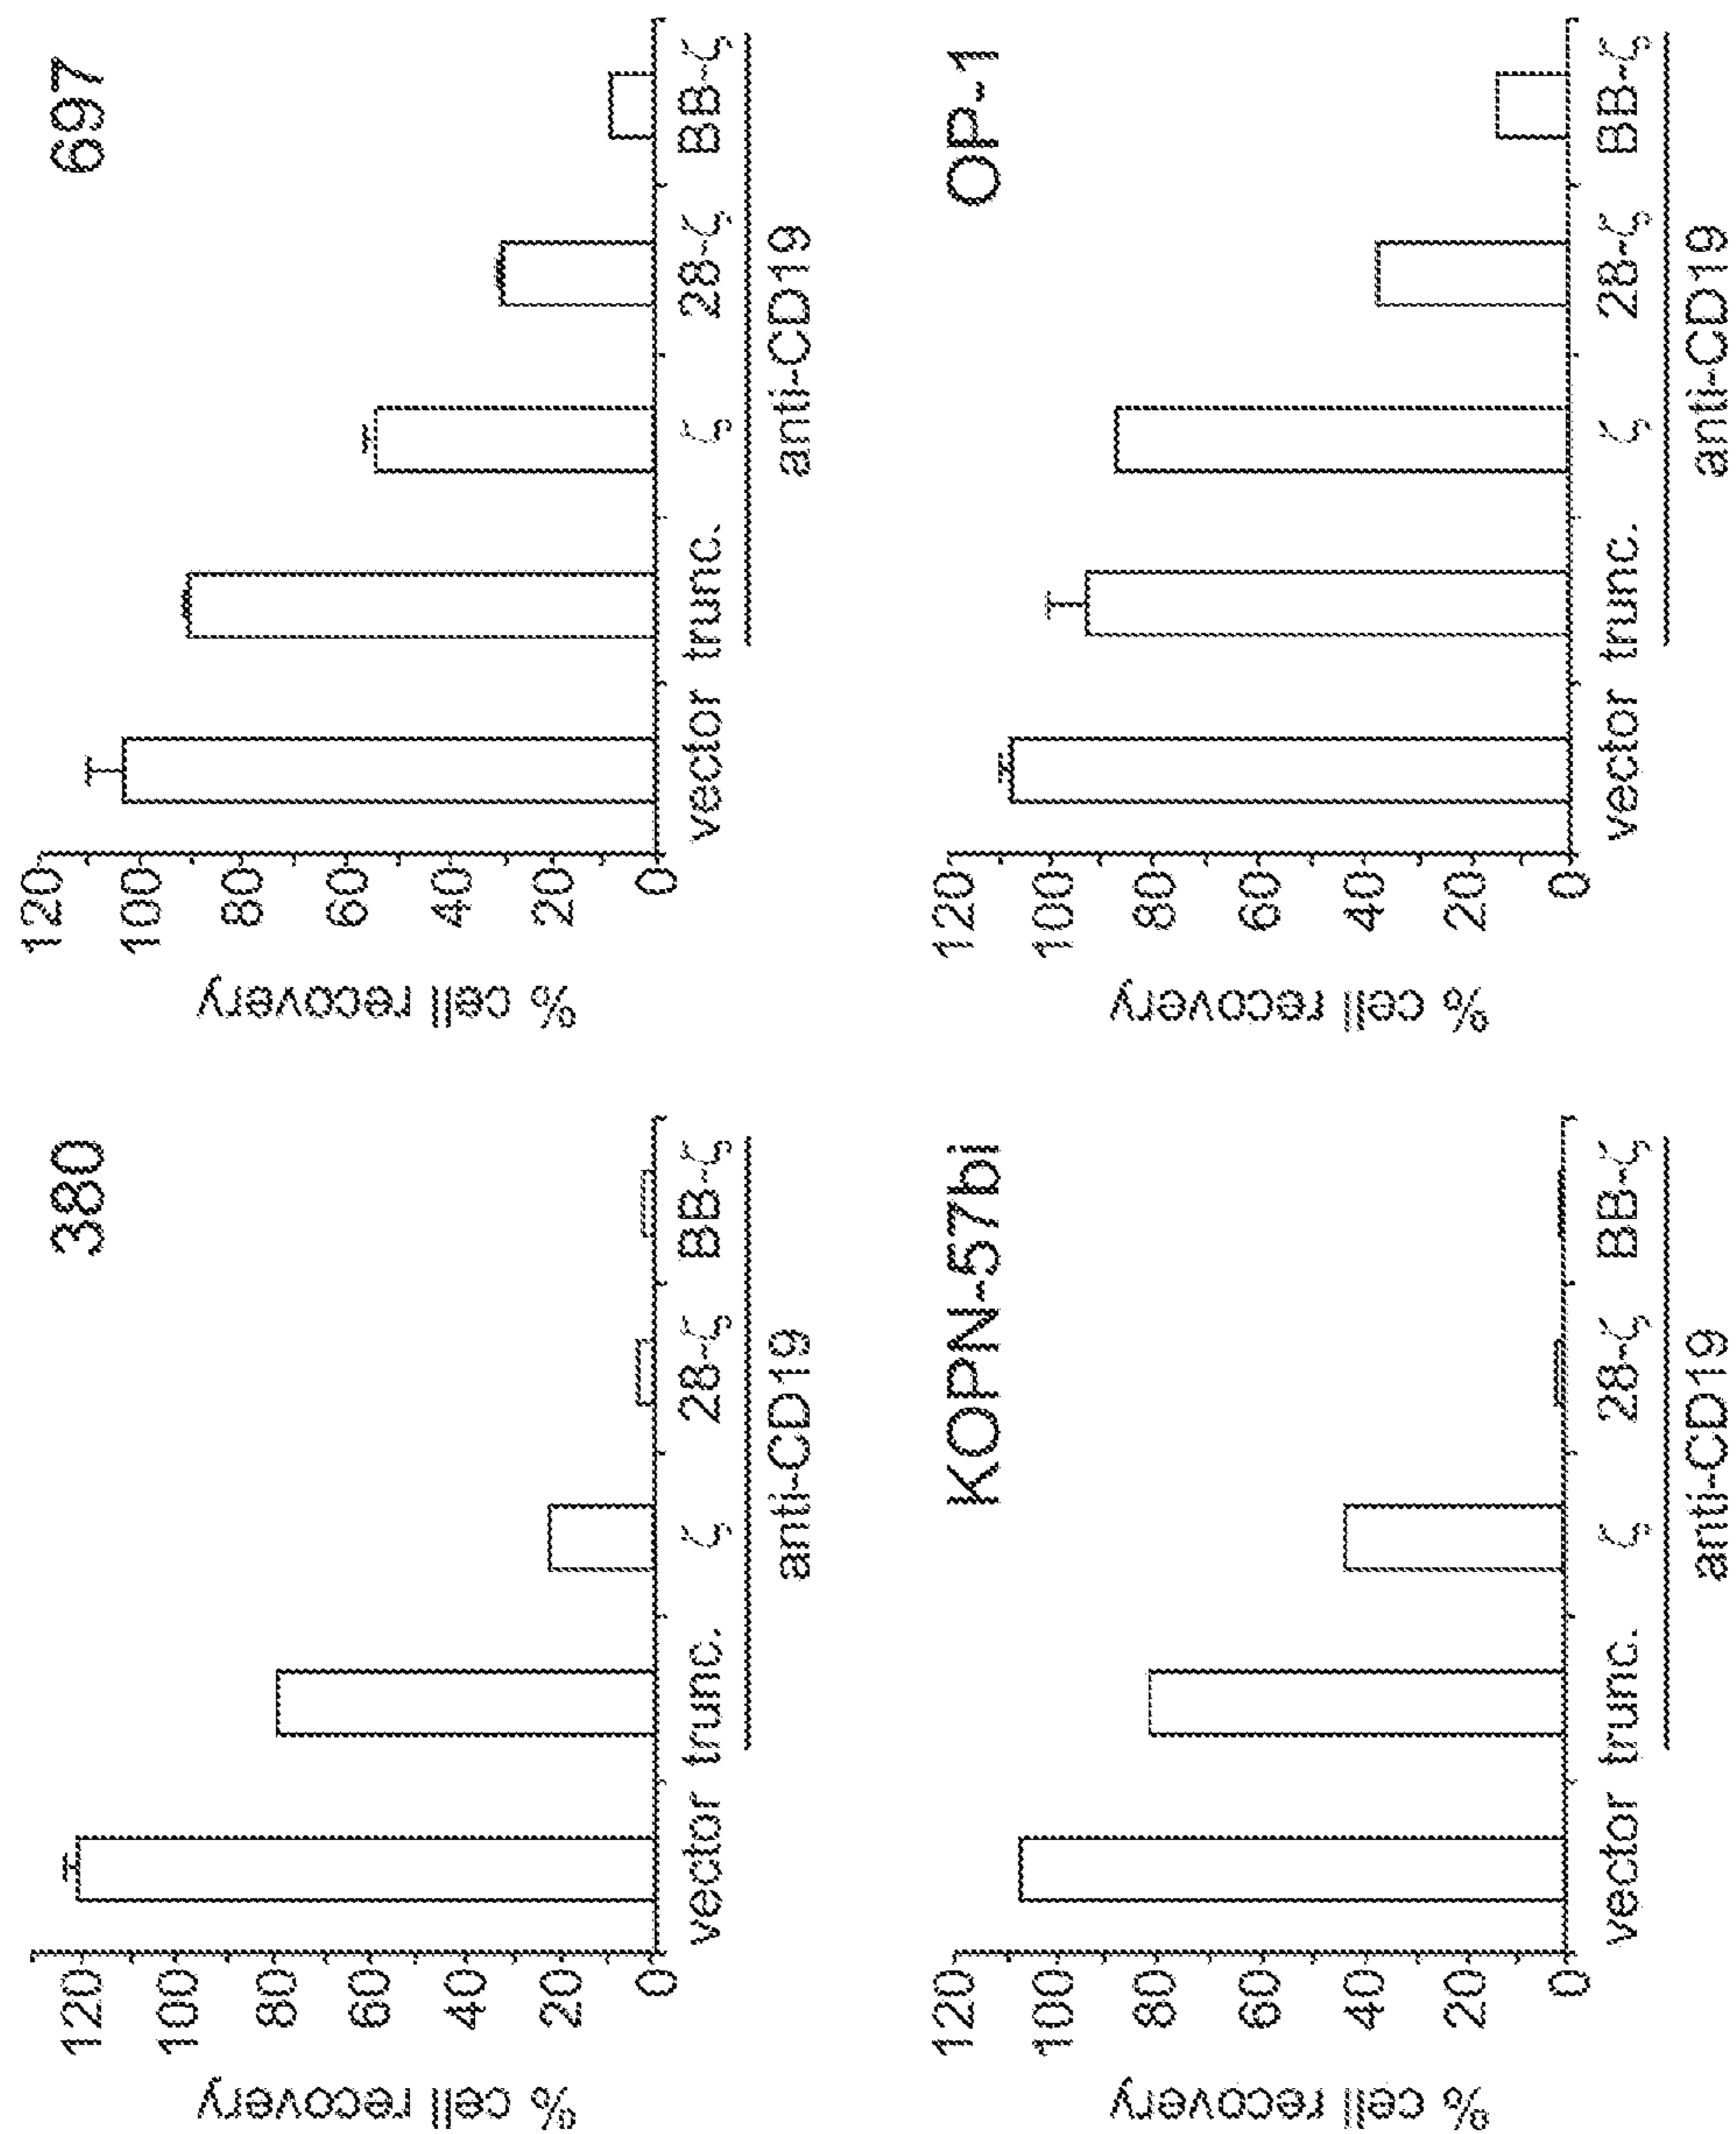 380
% cell recovery
120
100
80
60
40
20
0
vector trunc. ζ 28-ζ BB-ζ
anti-CD19
697
% cell recovery
120
100
80
60
40
20
0
vector trunc. ζ 28-ζ BB-ζ
anti-CD19
KOPN-57bi
% cell recovery
120
100
80
60
40
20
0
vector trunc. ζ 28-ζ BB-ζ
anti-CD19
OP-1
% cell recovery
120
100
80
60
40
20
0
vector trunc. ζ 28-ζ BB-ζ
anti-CD19